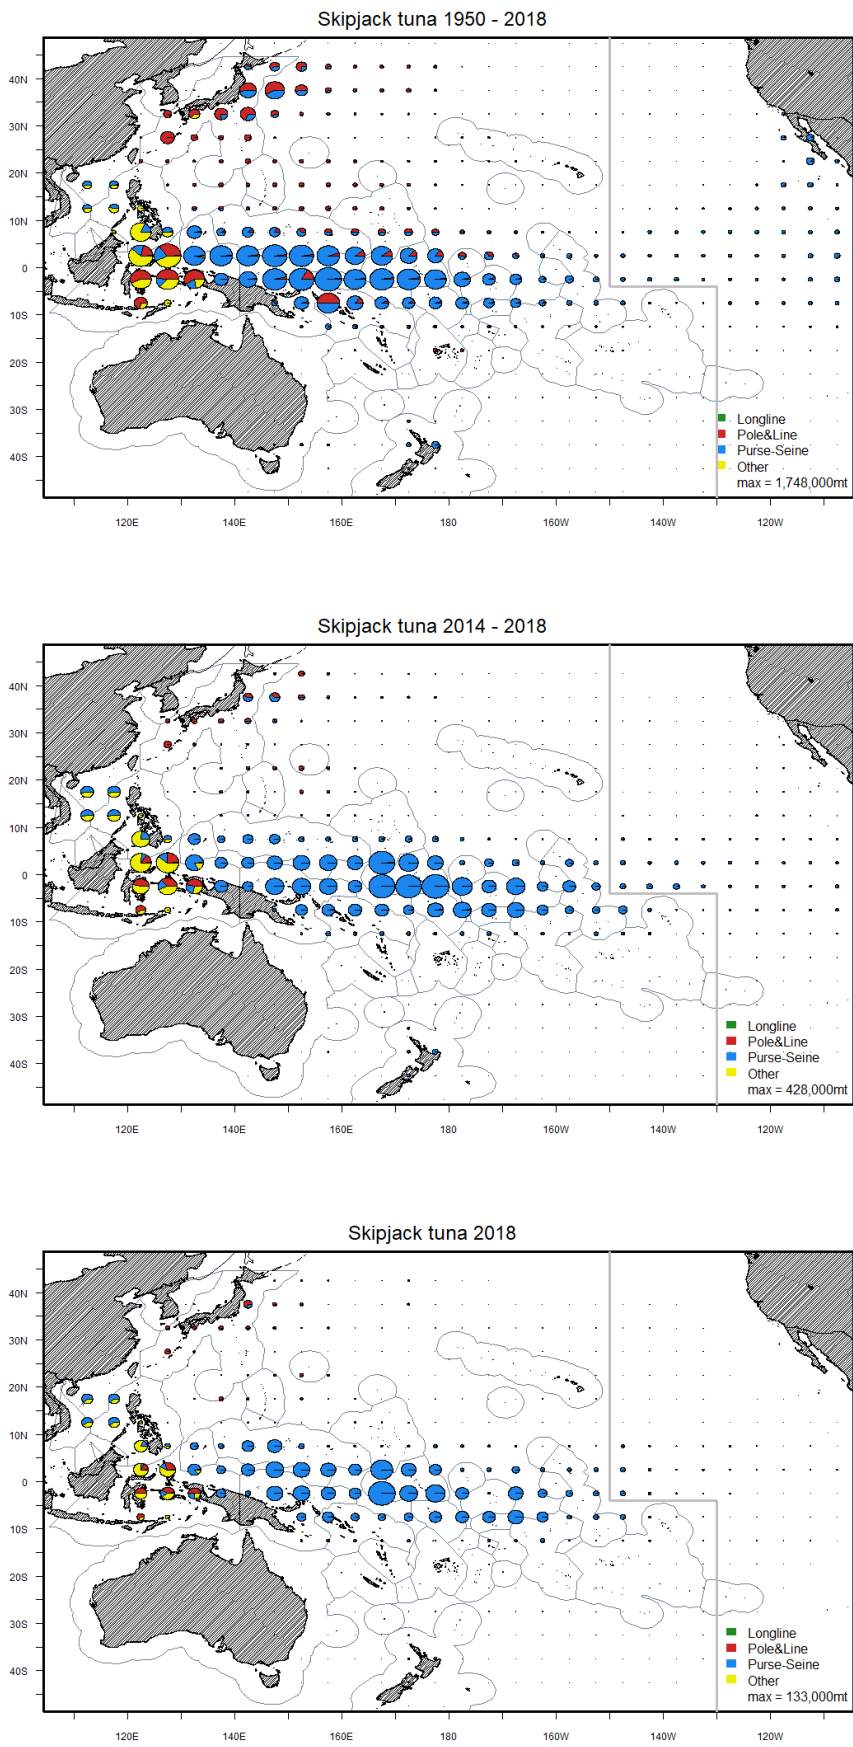 Skipjack tuna 1950 - 2018
40N
30N
20N
10N
0
10S
20S
30S
40S
Longline
Pole&Line
Purse-Seine
Other
max = 1,748,000mt
120E 140E 160E 180 160W 140W 120W
Skipjack tuna 2014 - 2018
40N
30N
20N
10N
0
10S
20S
30S
40S
Longline
Pole&Line
Purse-Seine
Other
max = 428,000mt
120E 140E 160E 180 160W 140W 120W
Skipjack tuna 2018
40N
30N
20N
10N
0
10S
20S
30S
40S
Longline
Pole&Line
Purse-Seine
Other
max = 133,000mt
120E 140E 160E 180 160W 140W 120W